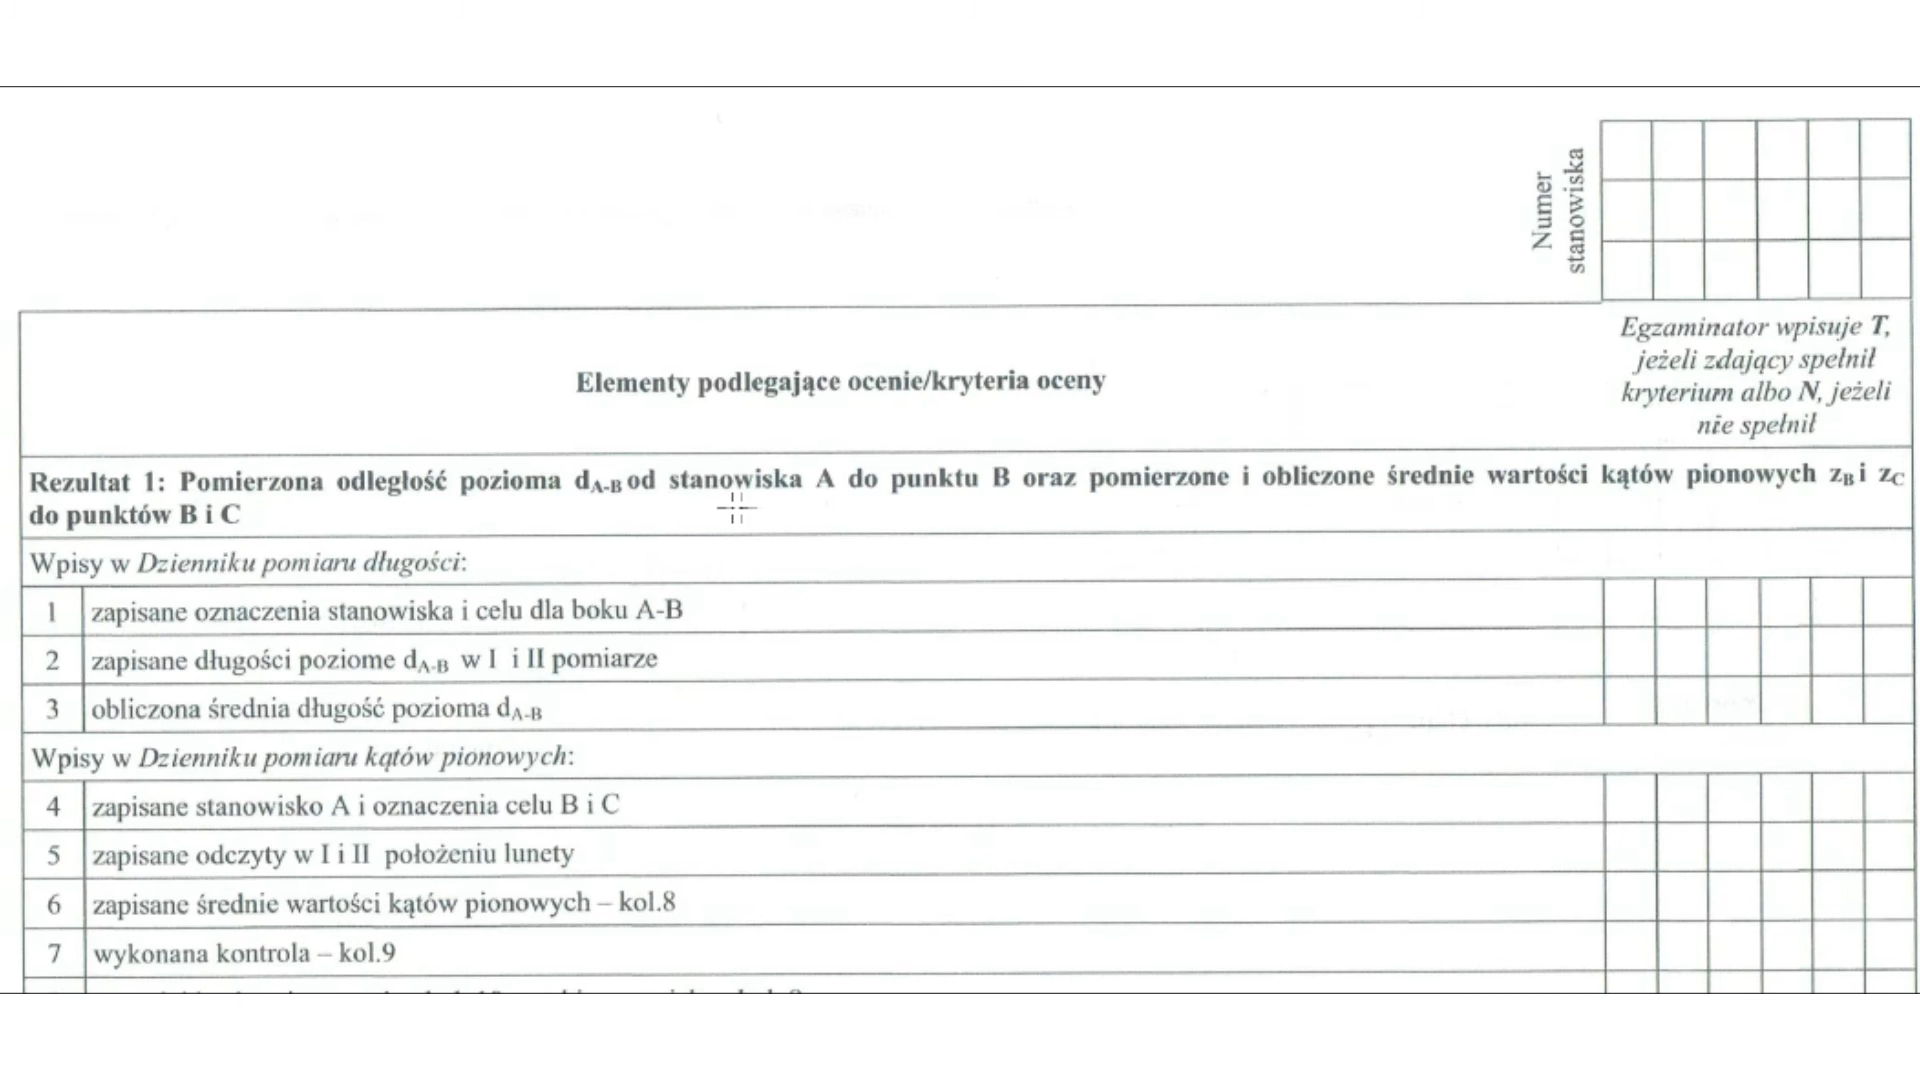 Numer
stanowiska
Egzaminator wpisuje T,
jeżeli zdający spełnił
kryterium albo N, jeżeli
nie spełnił
Elementy podlegające ocenie/kryteria oceny
Rezultat 1: Pomierzona odległość pozioma dA-B od stanowiska A do punktu B oraz pomierzone i obliczone średnie wartości kątów pionowych zB i zC
do punktów B i C
Wpisy w Dzienniku pomiaru długości:
1 zapisane oznaczenia stanowiska i celu dla boku A-B
2 zapisane długości poziome dA-B w I i II pomiarze
3 obliczona średnia długość pozioma dA-B
Wpisy w Dzienniku pomiaru kątów pionowych:
4 zapisane stanowisko A i oznaczenia celu B i C
5 zapisane odczyty w I i II położeniu lunety
6 zapisane średnie wartości kątów pionowych – kol.8
7 wykonana kontrola – kol.9